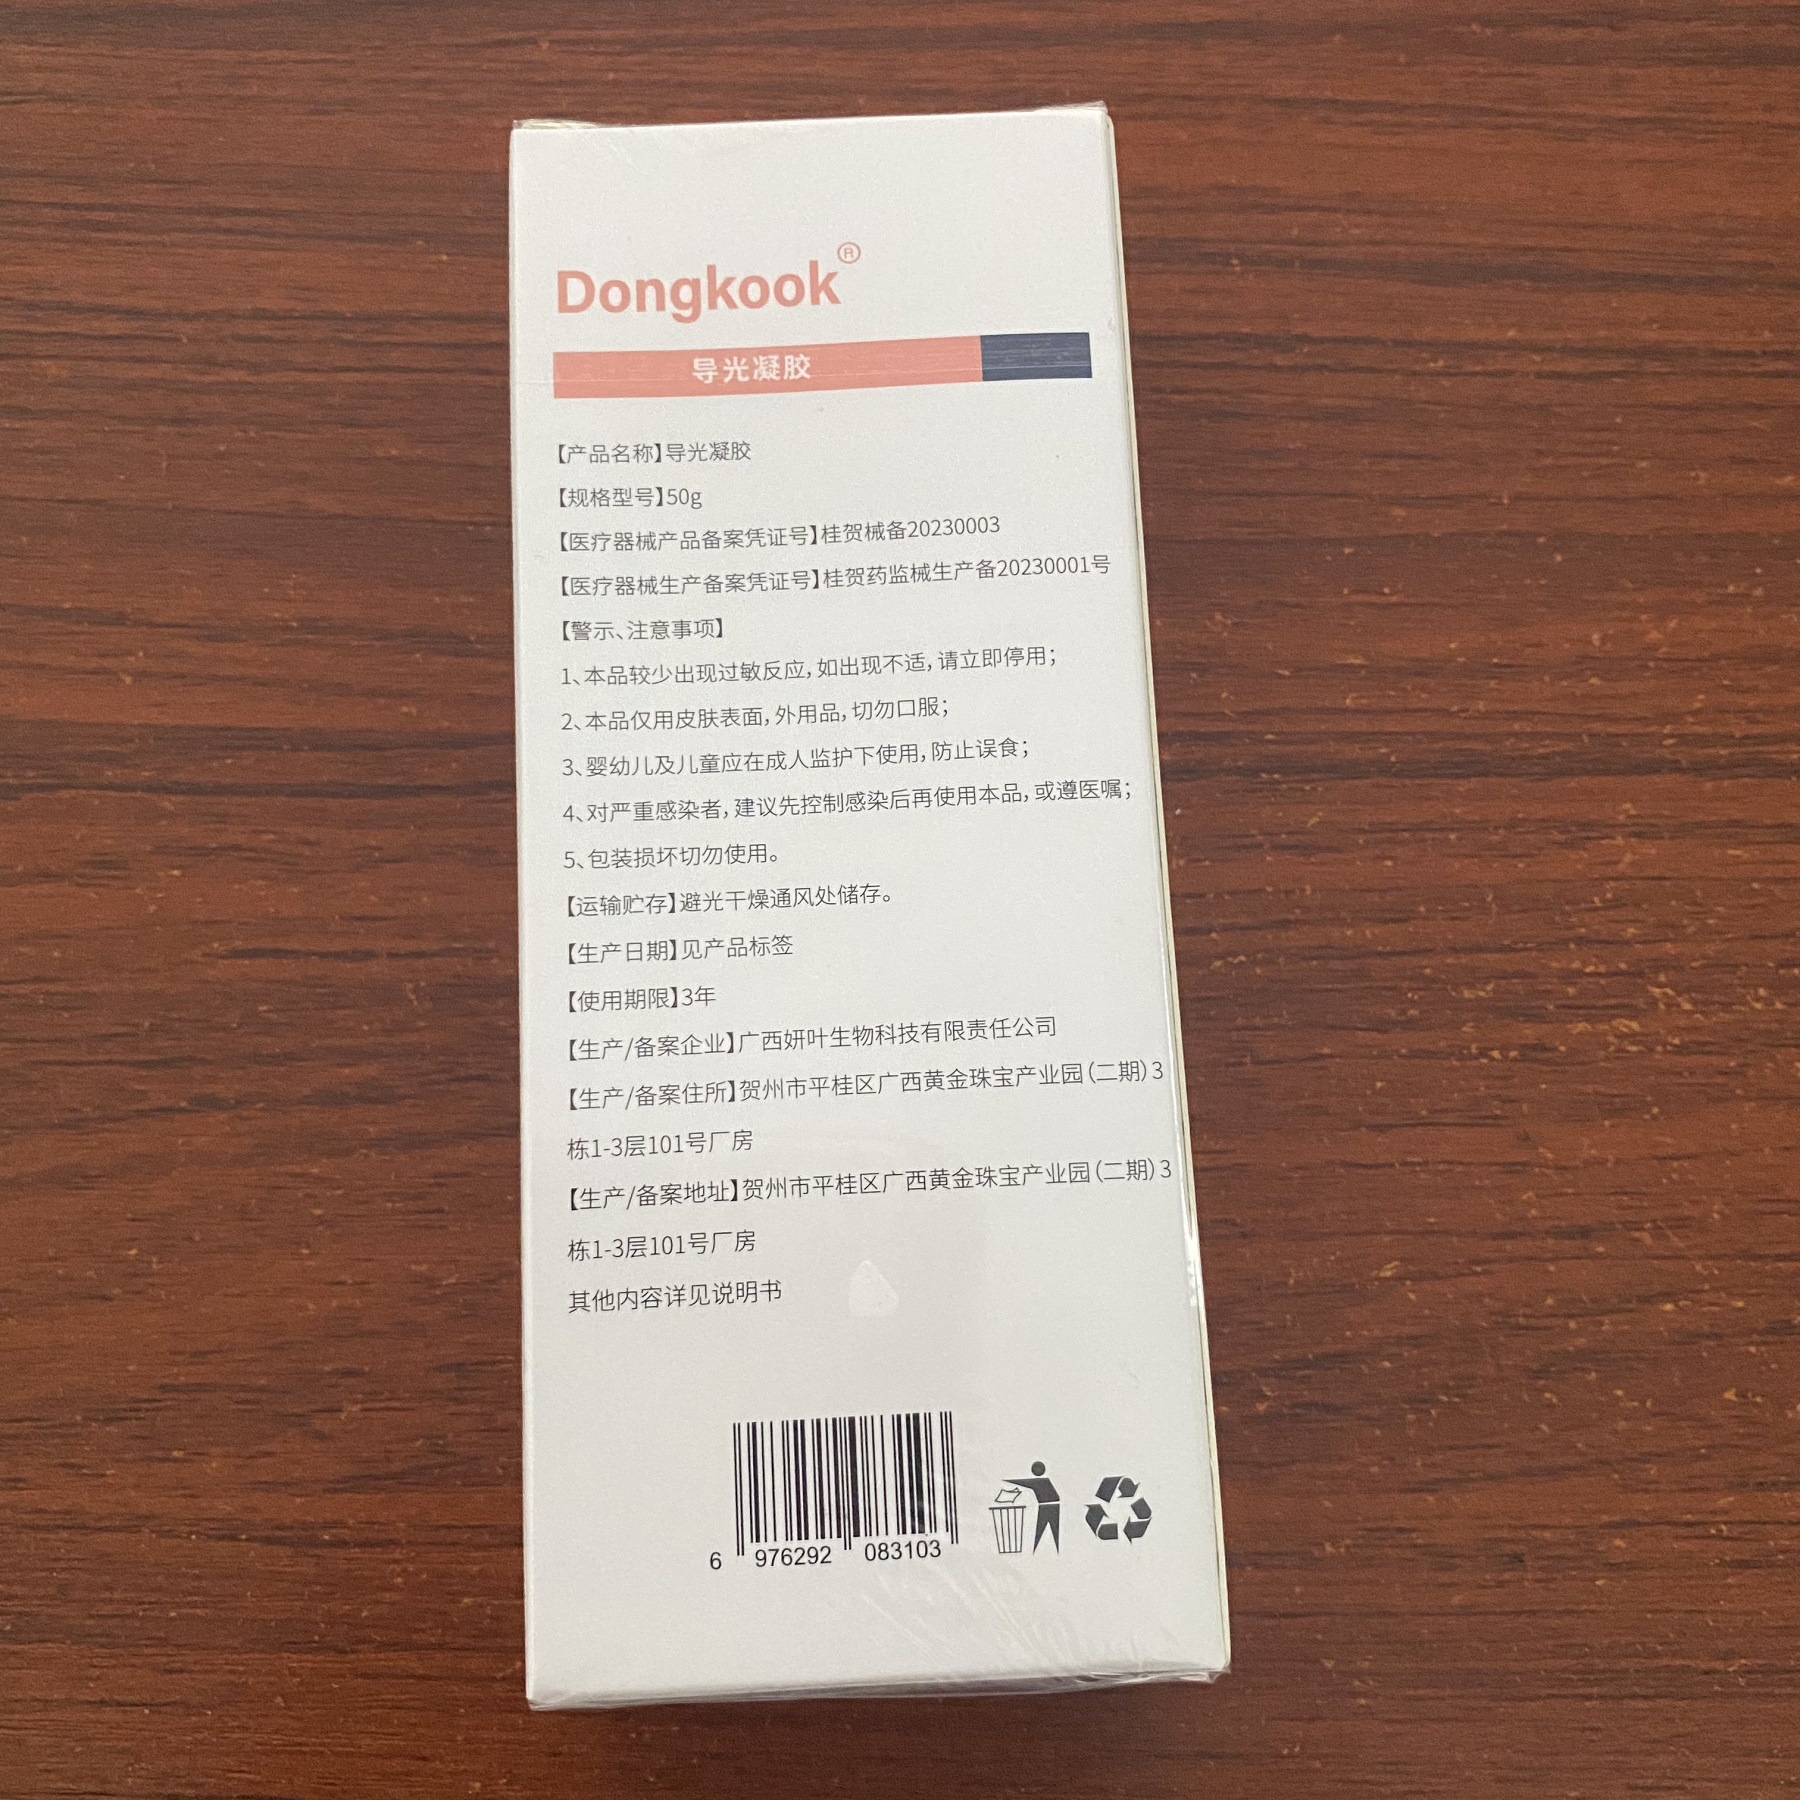 Dongkook®
导光凝胶
【产品名称】导光凝胶
【规格型号】50g
【医疗器械产品备案凭证号】桂贺械备20230003
【医疗器械生产备案凭证号】桂贺药监械生产备20230001号
【警示、注意事项】
1、本品较少出现过敏反应,如出现不适,请立即停用;
2、本品仅用皮肤表面,外用品,切勿口服;
3、婴幼儿及儿童应在成人监护下使用,防止误食;
4、对严重感染者,建议先控制感染后再使用本品,或遵医嘱;
5、包装损坏切勿使用。
【运输贮存】避光干燥通风处储存。
【生产日期】见产品标签
【使用期限】3年
【生产/备案企业】广西妍叶生物科技有限责任公司
【生产/备案住所】贺州市平桂区广西黄金珠宝产业园(二期)3
栋1-3层101号厂房
【生产/备案地址】贺州市平桂区广西黄金珠宝产业园(二期)3
栋1-3层101号厂房
其他内容详见说明书
6 976292 083103